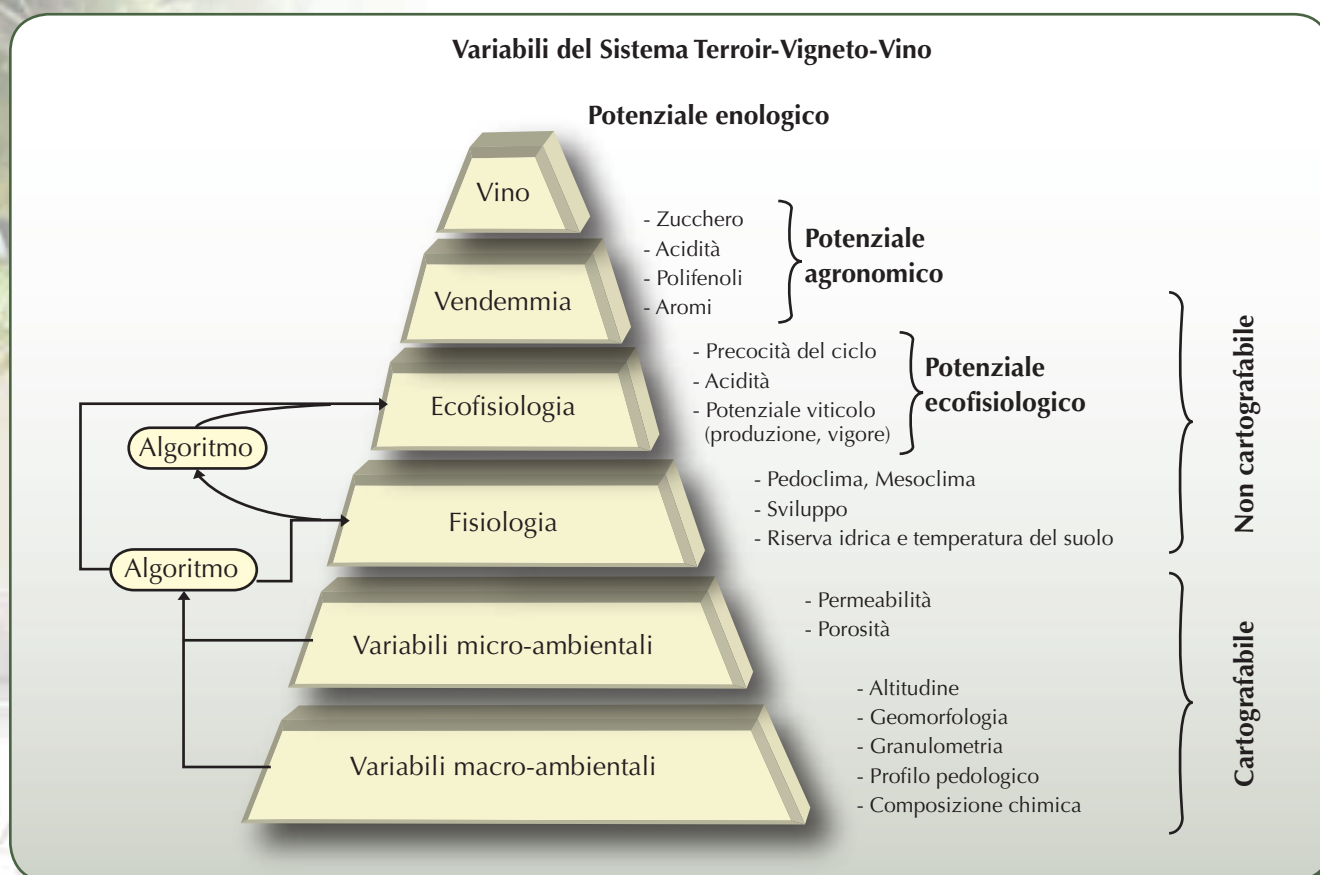 Variabili del Sistema Terroir-Vigneto-Vino
Potenziale enologico
Vino
- Zucchero
- Acidità
- Polifenoli
- Aromi
Potenziale
agronomico
Vendemmia
- Precocità del ciclo
- Acidità
- Potenziale viticolo
(produzione, vigore)
Potenziale
ecofisiologico
Ecofisiologia
Algoritmo
- Pedoclima, Mesoclima
- Sviluppo
- Riserva idrica e temperatura del suolo
Non cartografabile
Fisiologia
Algoritmo
- Permeabilità
- Porosità
Variabili micro-ambientali
- Altitudine
- Geomorfologia
- Granulometria
- Profilo pedologico
- Composizione chimica
Cartografabile
Variabili macro-ambientali